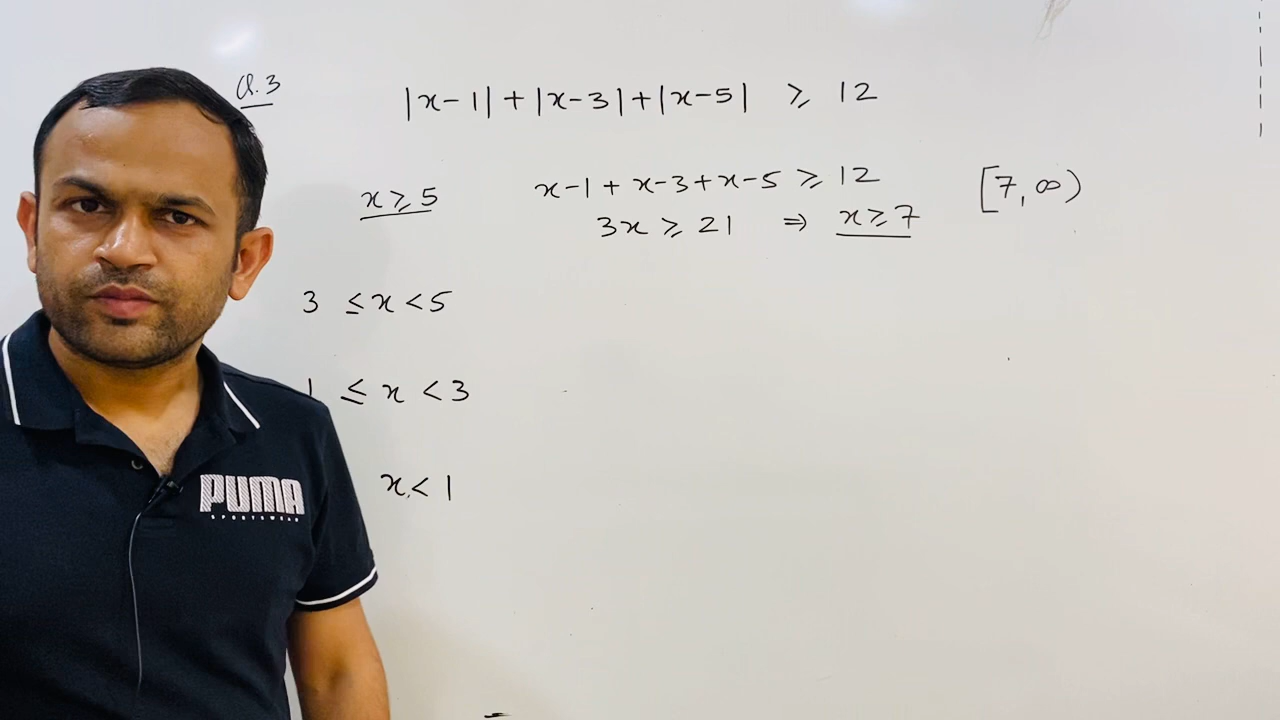 Q.3
|x-1|+|x-3|+|x-5| ≥ 12
x≥5 x-1+x-3+x-5 ≥ 12 [7,∞)
3x ≥ 21 ⇒ x≥7
3 ≤x <5
1 ≤ x < 3
x < 1
PUMA
SPORTSWEAR